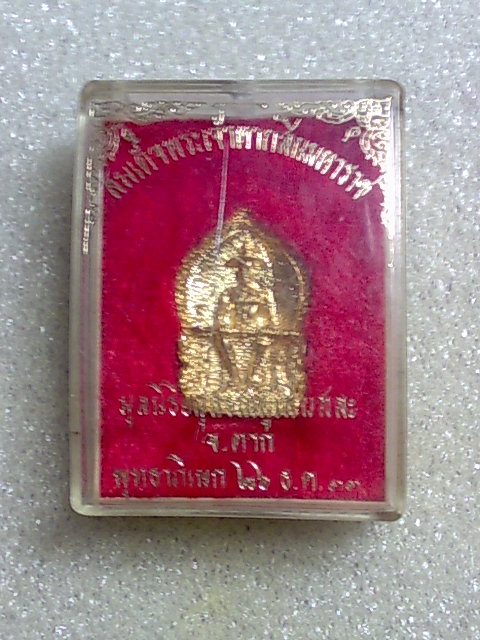 สมเด็จพระเจ้าตากสินมหาราช
จ.ตาก
พุทธาภิเษก ๒๖ ธ.ค. ๓๓